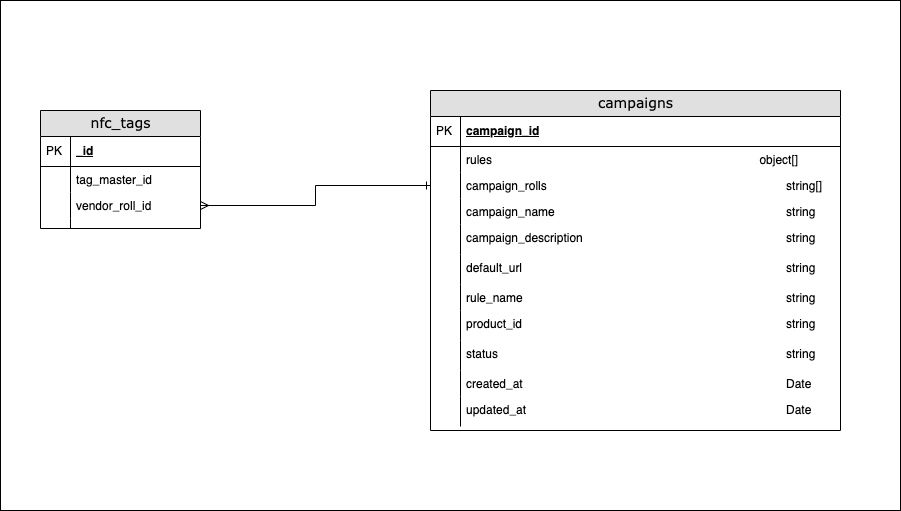 nfc_tags
PK _id
tag_master_id
vendor_roll_id
campaigns
PK campaign_id
rules object[]
campaign_rolls string[]
campaign_name string
campaign_description string
default_url string
rule_name string
product_id string
status string
created_at Date
updated_at Date